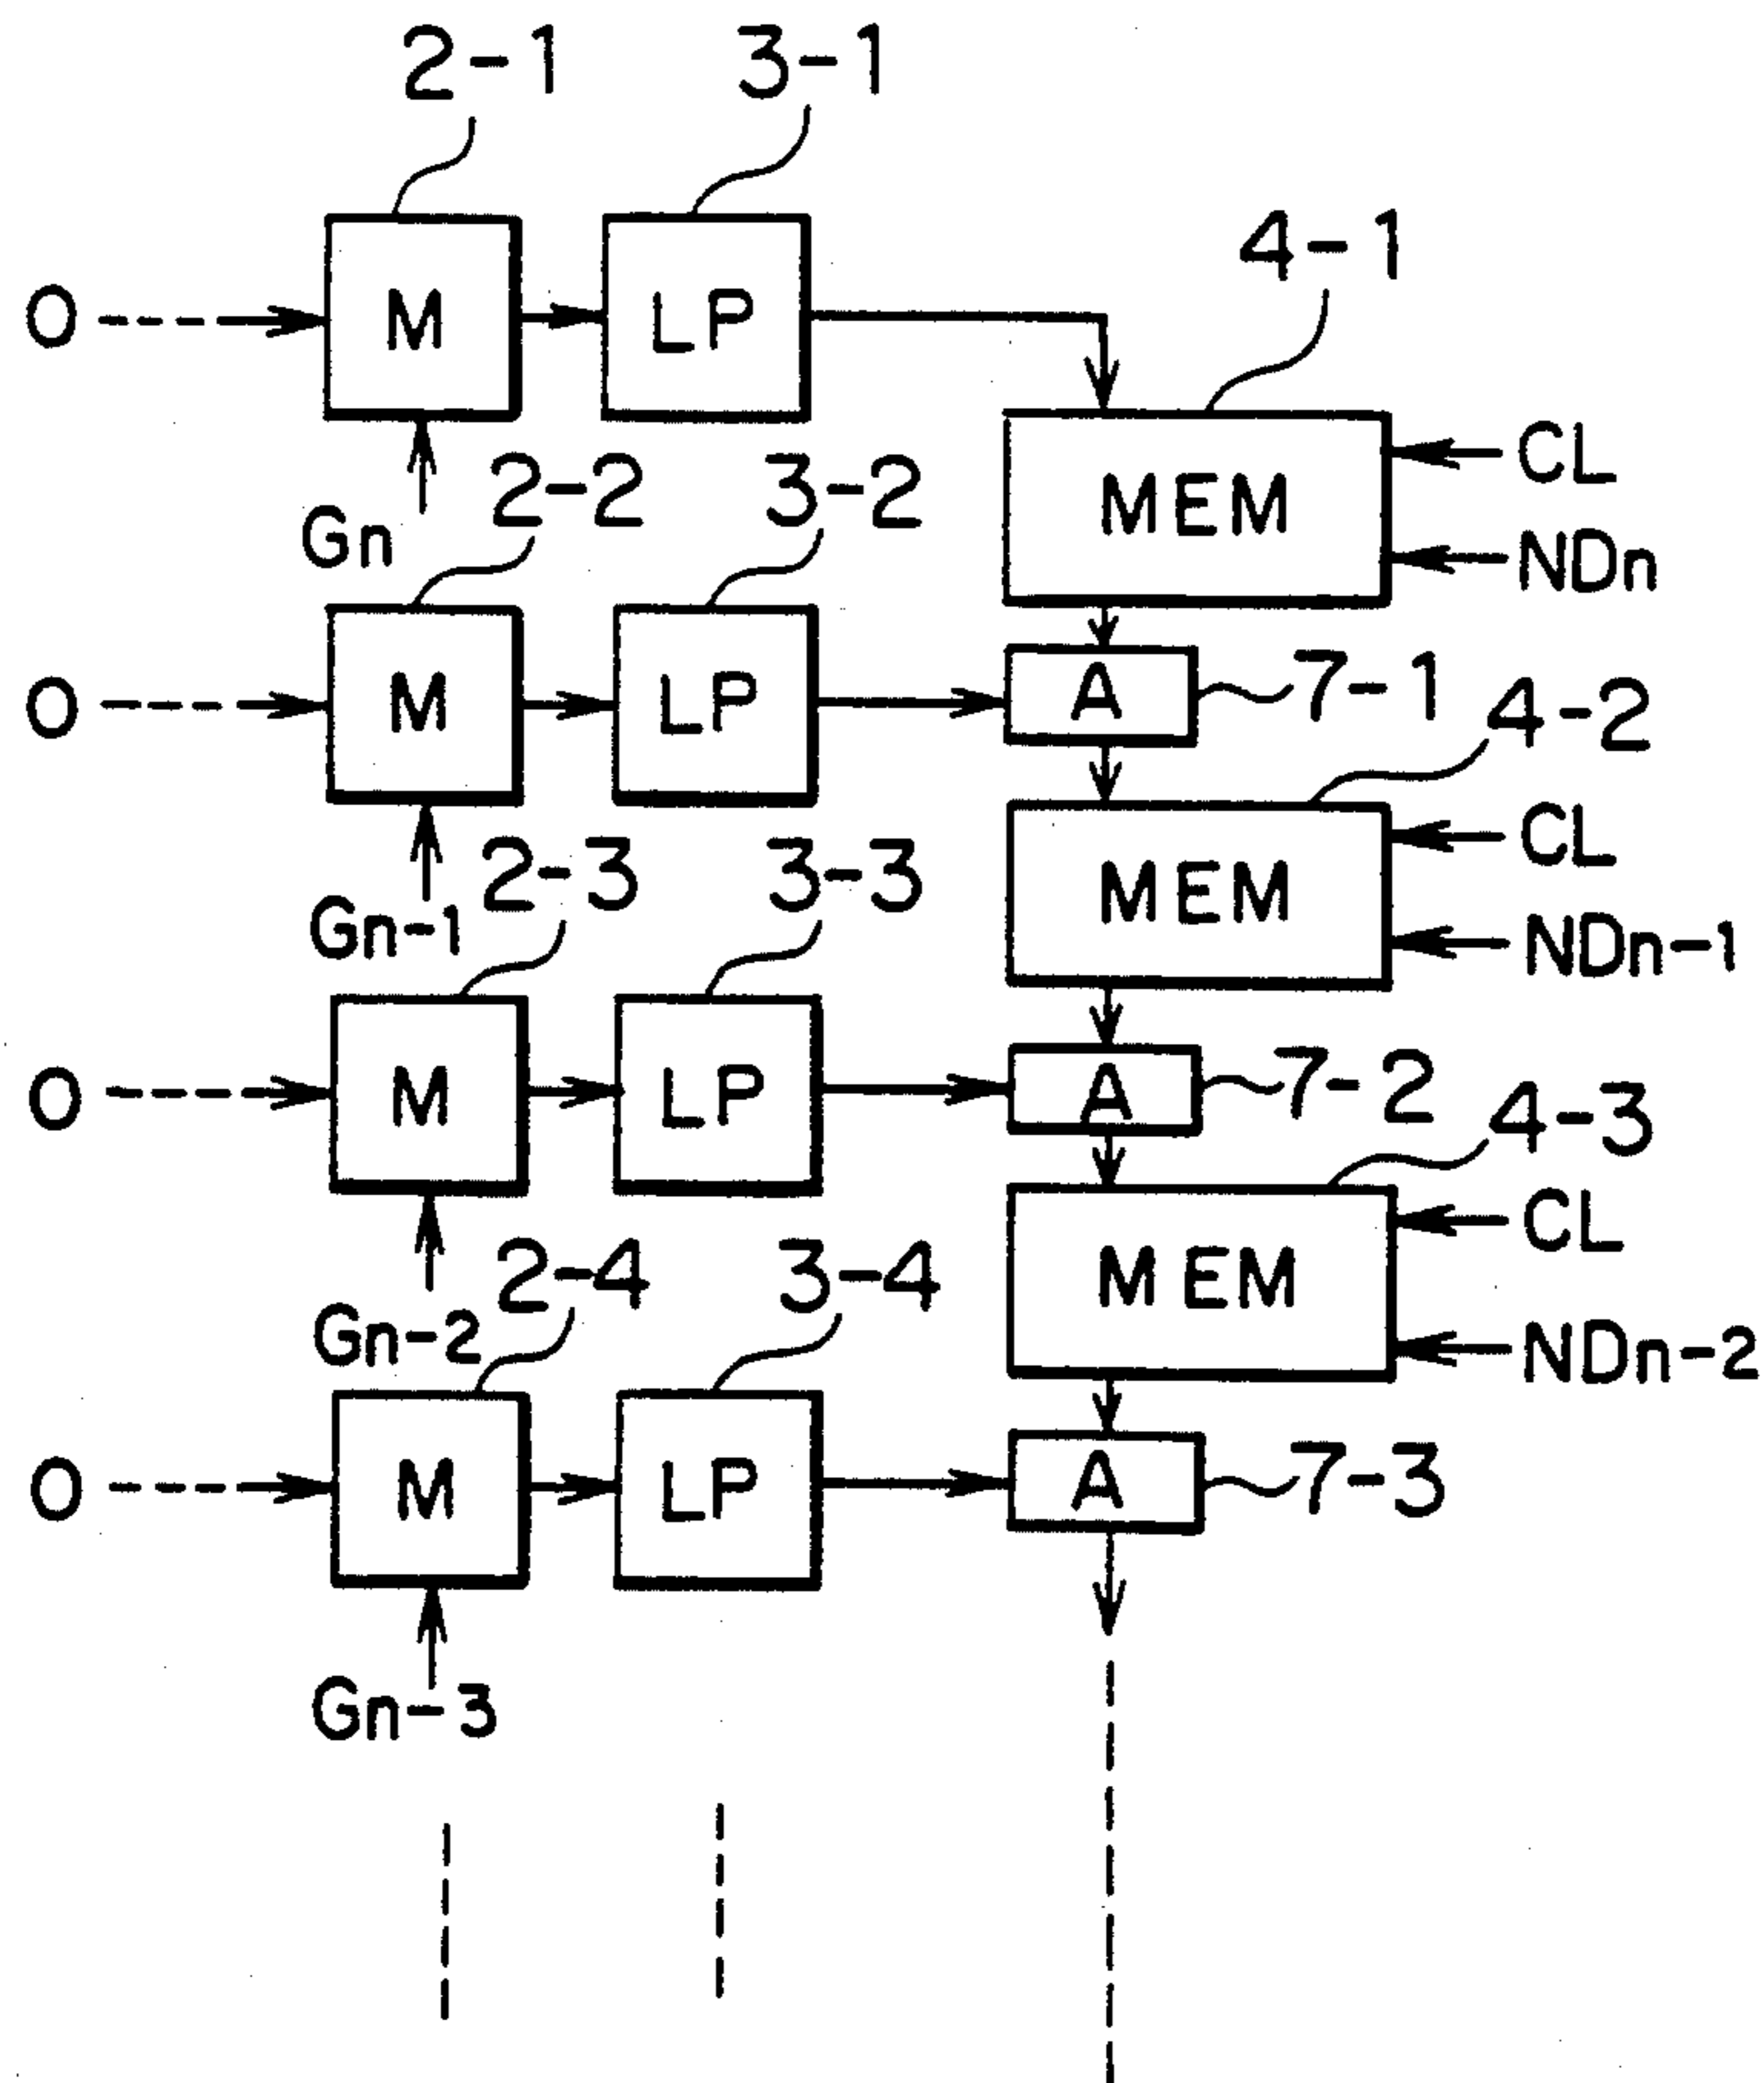 2-1 3-1
4-1
O M LP
CL
MEM
NDn
Gn 2-2 3-2
O M LP A 7-1 4-2
CL
MEM
NDn-1
Gn-1 2-3 3-3
O M LP A 7-2 4-3
CL
MEM
NDn-2
Gn-2 2-4 3-4
O M LP A 7-3
Gn-3